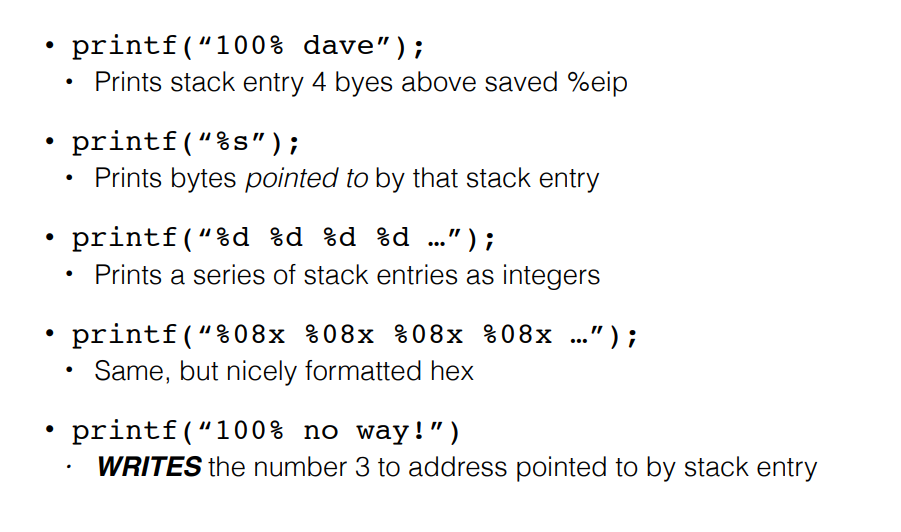 • printf(“100% dave”);
• Prints stack entry 4 byes above saved %eip
• printf(“%s”);
• Prints bytes pointed to by that stack entry
• printf(“%d %d %d %d …”);
• Prints a series of stack entries as integers
• printf(“%08x %08x %08x %08x …”);
• Same, but nicely formatted hex
• printf(“100% no way!”)
• WRITES the number 3 to address pointed to by stack entry